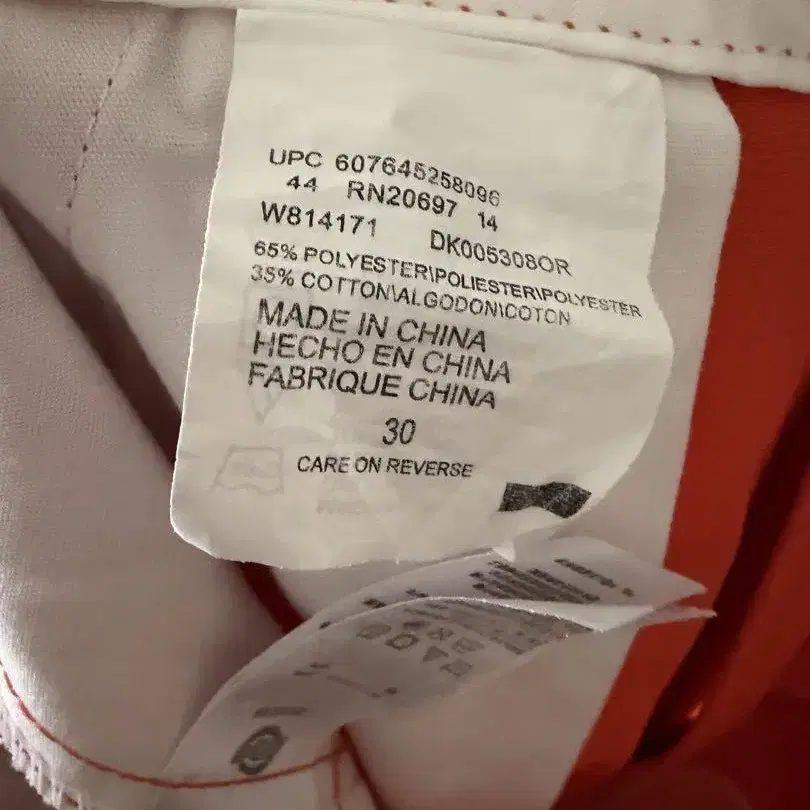 UPC 607645258096
44 RN20697 14
W814171 DK005308OR
65% POLYESTER\POLIESTER\POLYESTER
35% COTTON\ALGODON\COTON
MADE IN CHINA
HECHO EN CHINA
FABRIQUE CHINA
30
CARE ON REVERSE